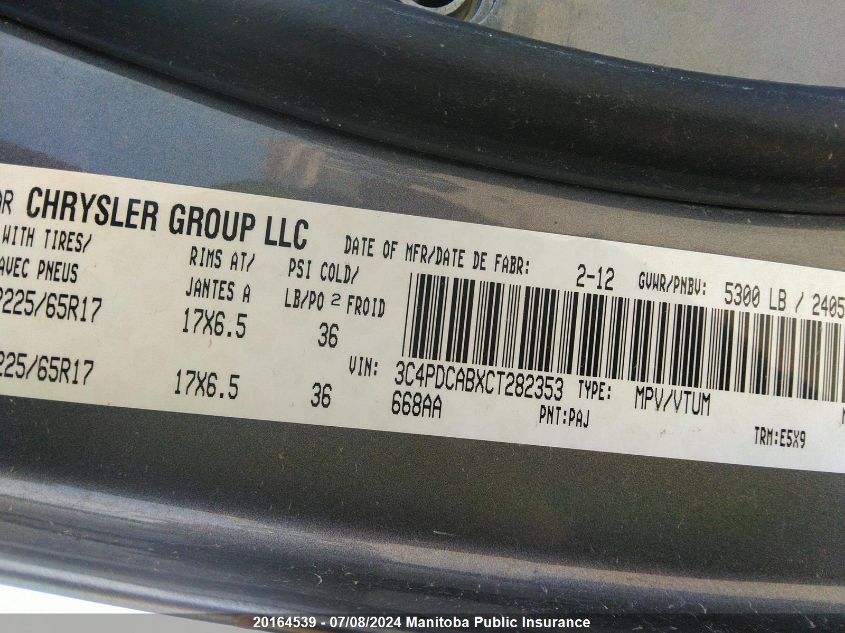 AR CHRYSLER GROUP LLC
DATE OF MFR/DATE DE FABR: 2-12 GVWR/PNBV: 5300 LB / 2405
WITH TIRES/ RIMS AT/ PSI COLD/
AVEC PNEUS JANTES A LB/PO 2 FROID
P225/65R17 17X6.5 36
VIN: 3C4PDCABXCT282353 TYPE: MPV/VTUM
225/65R17 17X6.5 36 668AA PNT:PAJ TRM:E5X9
20164539 - 07/08/2024 Manitoba Public Insurance